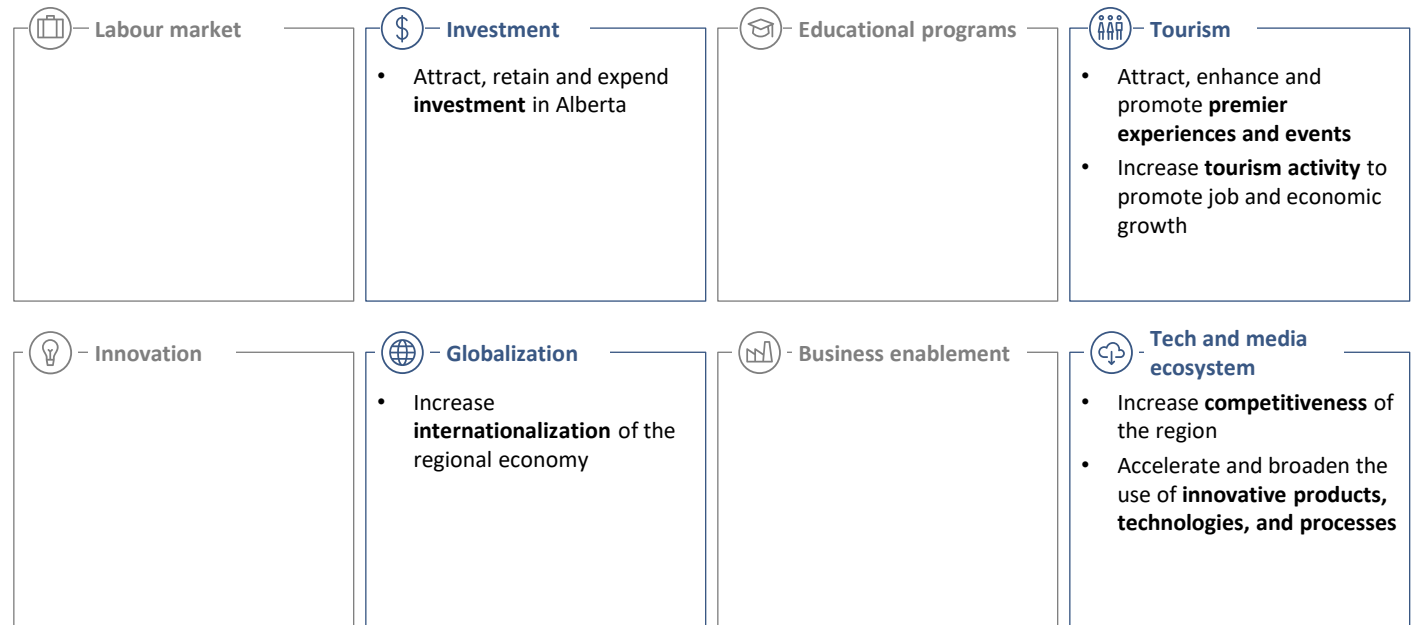 Labour market
Investment
• Attract, retain and expend
investment in Alberta
Educational programs
Tourism
• Attract, enhance and
promote premier
experiences and events
• Increase tourism activity to
promote job and economic
growth
Innovation
Globalization
• Increase
internationalization of the
regional economy
Business enablement
Tech and media
ecosystem
• Increase competitiveness of
the region
• Accelerate and broaden the
use of innovative products,
technologies, and processes